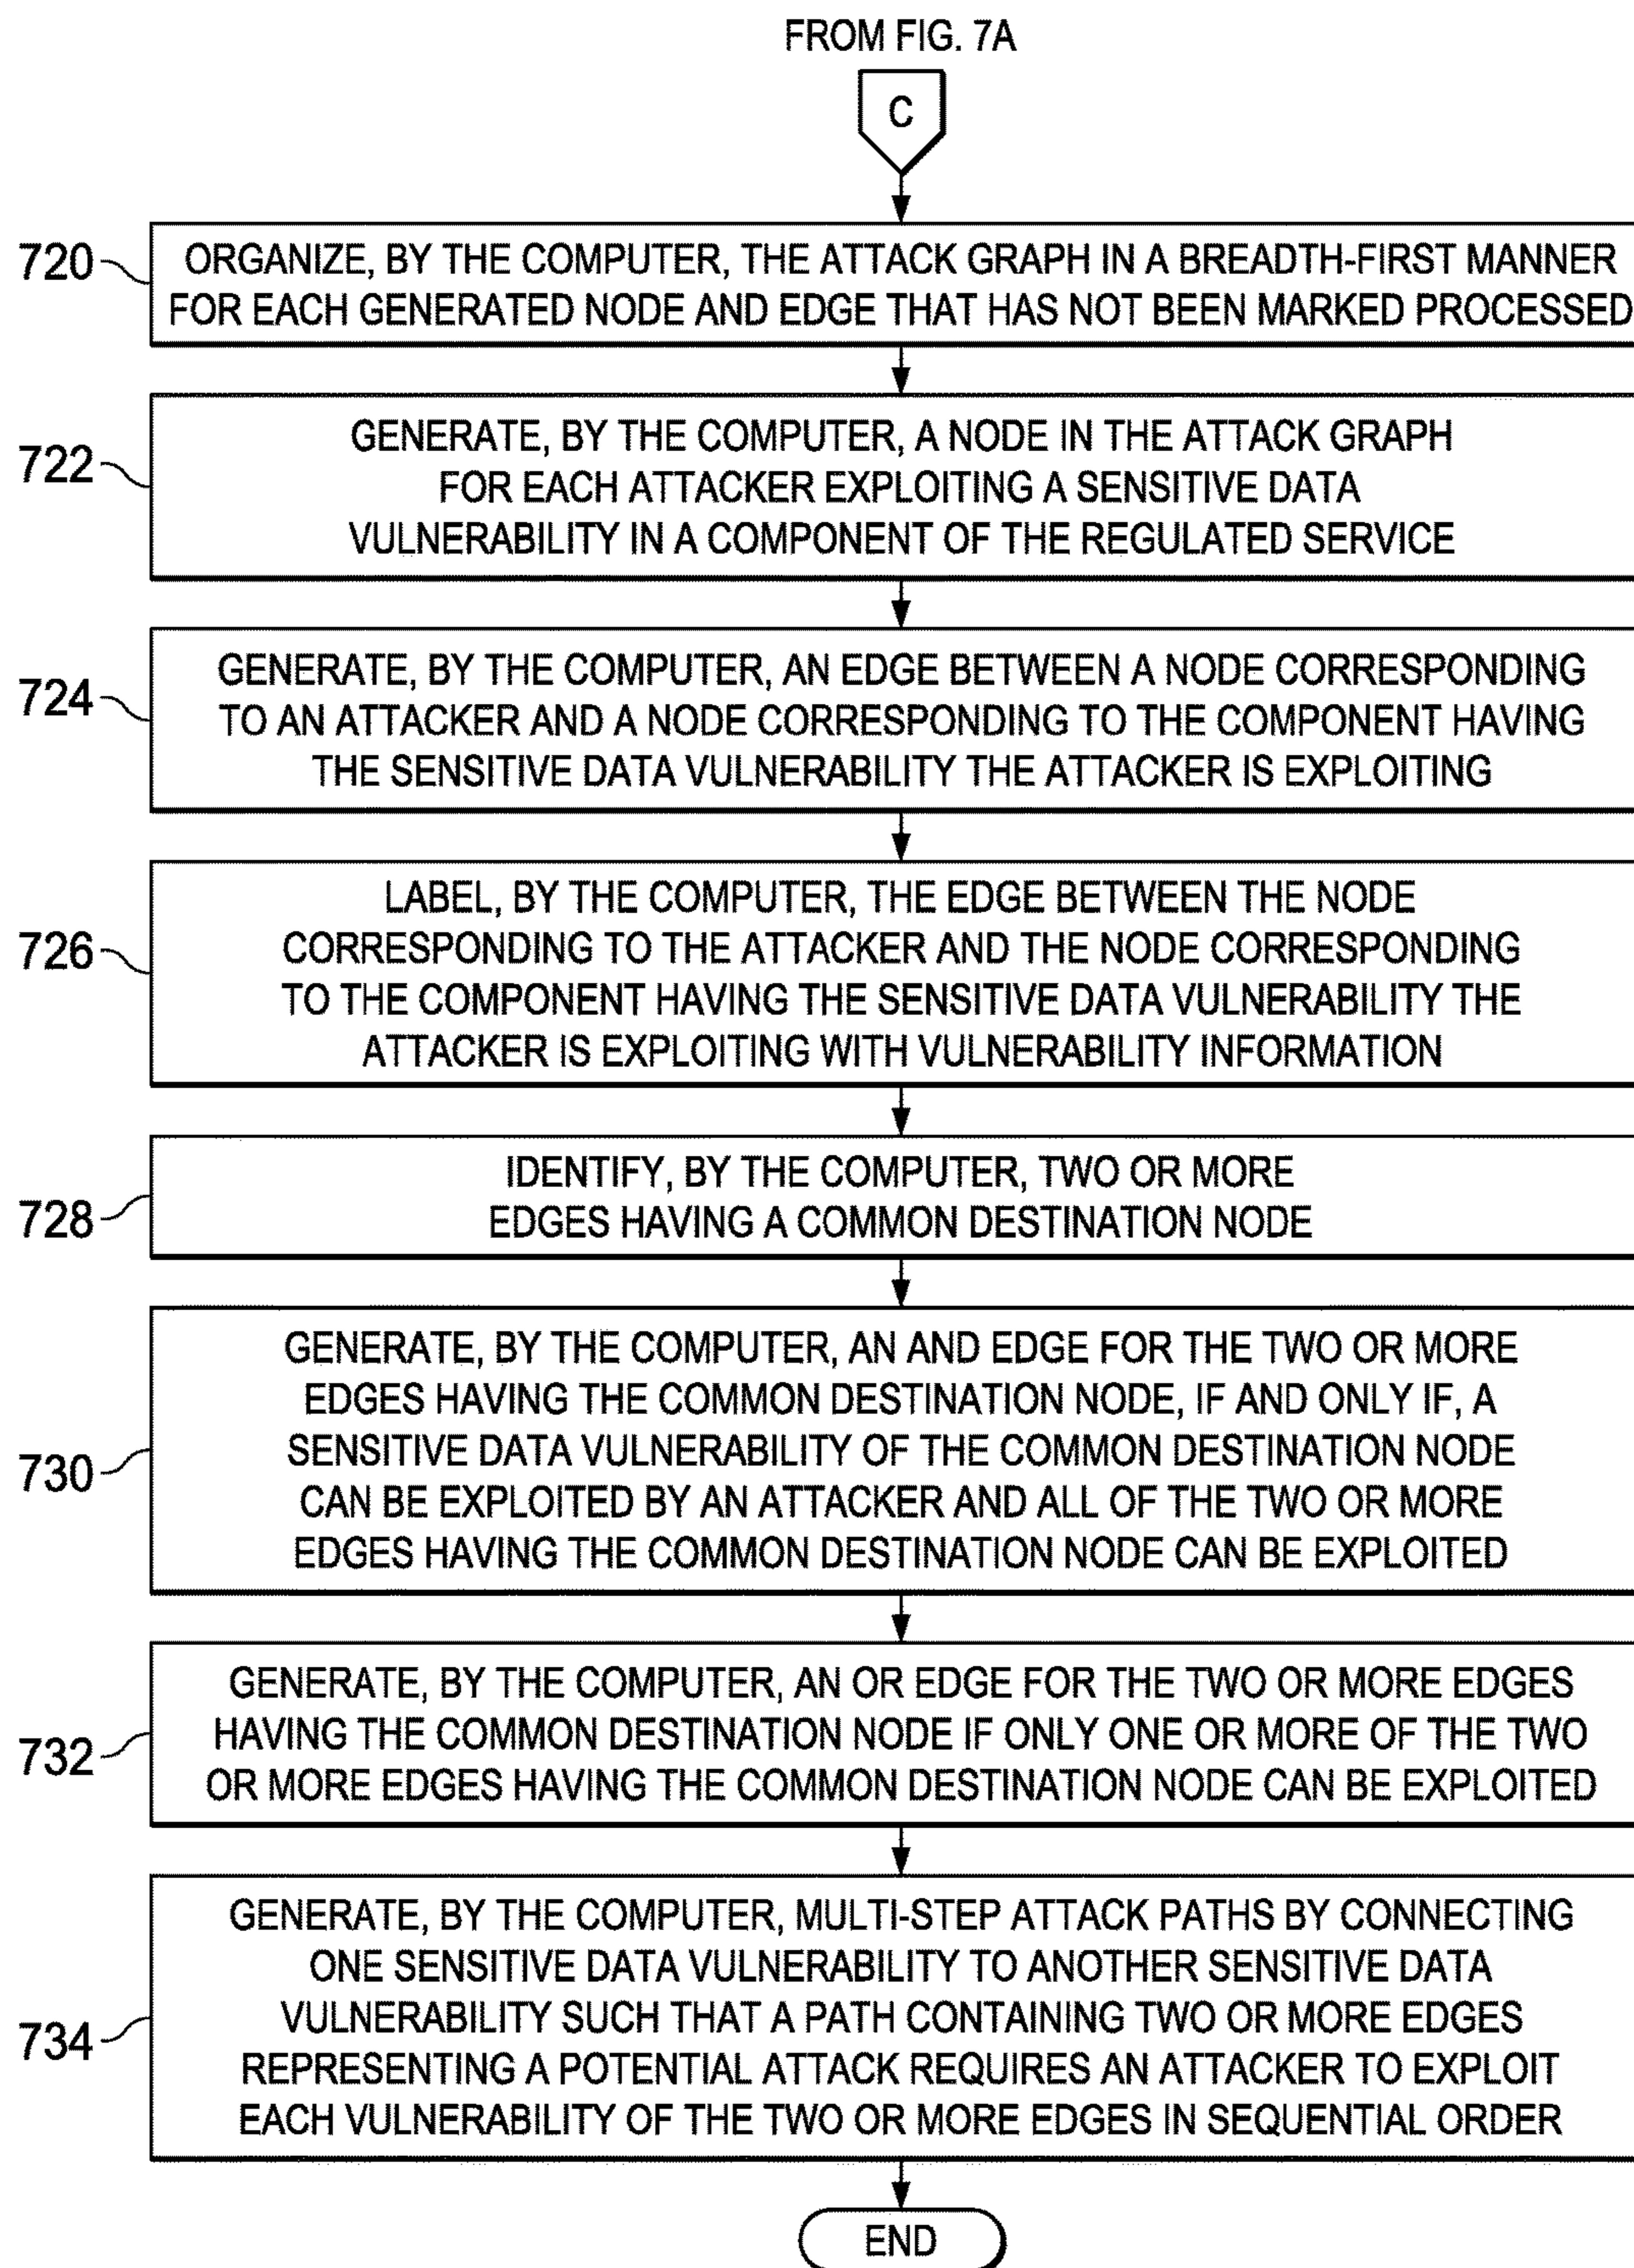 FROM FIG. 7A
C
720
ORGANIZE, BY THE COMPUTER, THE ATTACK GRAPH IN A BREADTH-FIRST MANNER
FOR EACH GENERATED NODE AND EDGE THAT HAS NOT BEEN MARKED PROCESSED
722
GENERATE, BY THE COMPUTER, A NODE IN THE ATTACK GRAPH
FOR EACH ATTACKER EXPLOITING A SENSITIVE DATA
VULNERABILITY IN A COMPONENT OF THE REGULATED SERVICE
724
GENERATE, BY THE COMPUTER, AN EDGE BETWEEN A NODE CORRESPONDING
TO AN ATTACKER AND A NODE CORRESPONDING TO THE COMPONENT HAVING
THE SENSITIVE DATA VULNERABILITY THE ATTACKER IS EXPLOITING
726
LABEL, BY THE COMPUTER, THE EDGE BETWEEN THE NODE
CORRESPONDING TO THE ATTACKER AND THE NODE CORRESPONDING
TO THE COMPONENT HAVING THE SENSITIVE DATA VULNERABILITY THE
ATTACKER IS EXPLOITING WITH VULNERABILITY INFORMATION
728
IDENTIFY, BY THE COMPUTER, TWO OR MORE
EDGES HAVING A COMMON DESTINATION NODE
730
GENERATE, BY THE COMPUTER, AN AND EDGE FOR THE TWO OR MORE
EDGES HAVING THE COMMON DESTINATION NODE, IF AND ONLY IF, A
SENSITIVE DATA VULNERABILITY OF THE COMMON DESTINATION NODE
CAN BE EXPLOITED BY AN ATTACKER AND ALL OF THE TWO OR MORE
EDGES HAVING THE COMMON DESTINATION NODE CAN BE EXPLOITED
732
GENERATE, BY THE COMPUTER, AN OR EDGE FOR THE TWO OR MORE EDGES
HAVING THE COMMON DESTINATION NODE IF ONLY ONE OR MORE OF THE TWO
OR MORE EDGES HAVING THE COMMON DESTINATION NODE CAN BE EXPLOITED
734
GENERATE, BY THE COMPUTER, MULTI-STEP ATTACK PATHS BY CONNECTING
ONE SENSITIVE DATA VULNERABILITY TO ANOTHER SENSITIVE DATA
VULNERABILITY SUCH THAT A PATH CONTAINING TWO OR MORE EDGES
REPRESENTING A POTENTIAL ATTACK REQUIRES AN ATTACKER TO EXPLOIT
EACH VULNERABILITY OF THE TWO OR MORE EDGES IN SEQUENTIAL ORDER
END